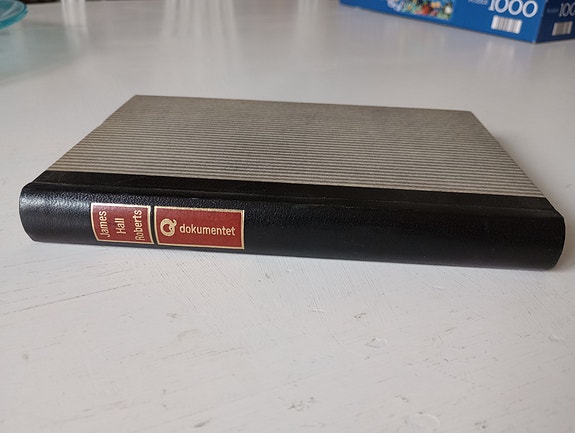 James
Hall
Roberts
Q dokumentet
1000